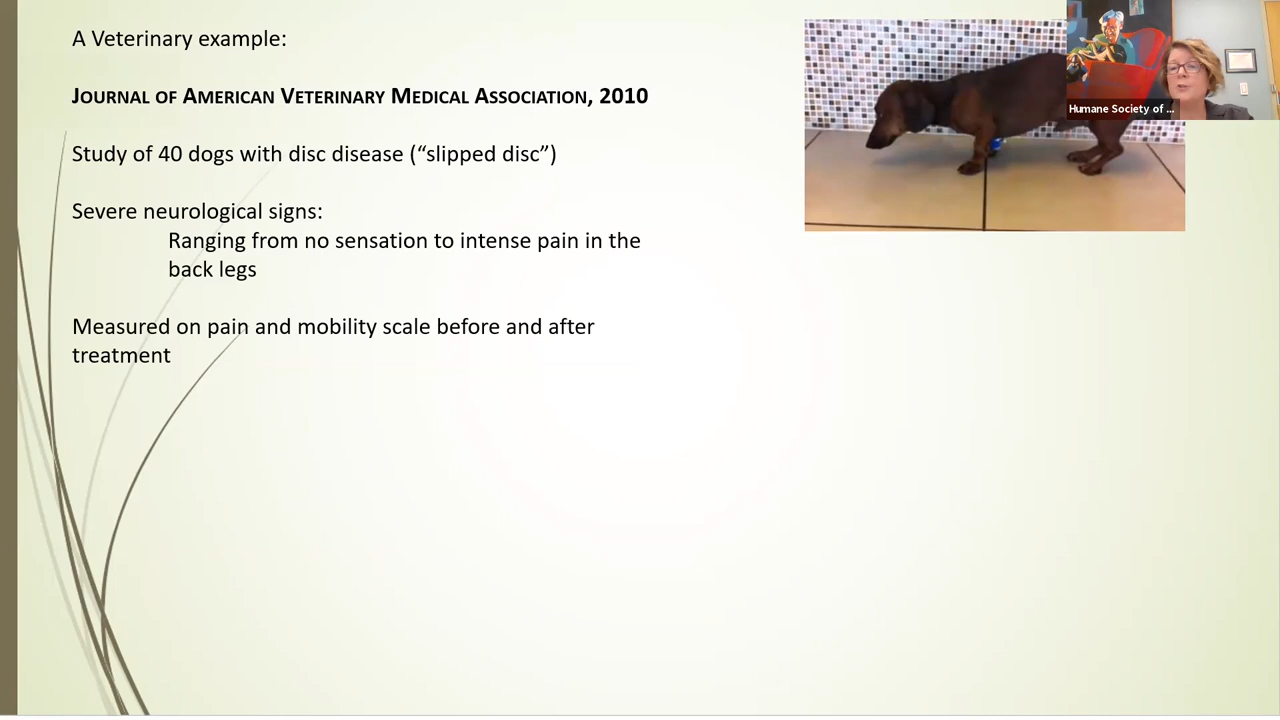 A Veterinary example:
JOURNAL OF AMERICAN VETERINARY MEDICAL ASSOCIATION, 2010
Study of 40 dogs with disc disease (“slipped disc”)
Severe neurological signs:
Ranging from no sensation to intense pain in the
back legs
Measured on pain and mobility scale before and after
treatment
Humane Society of ...